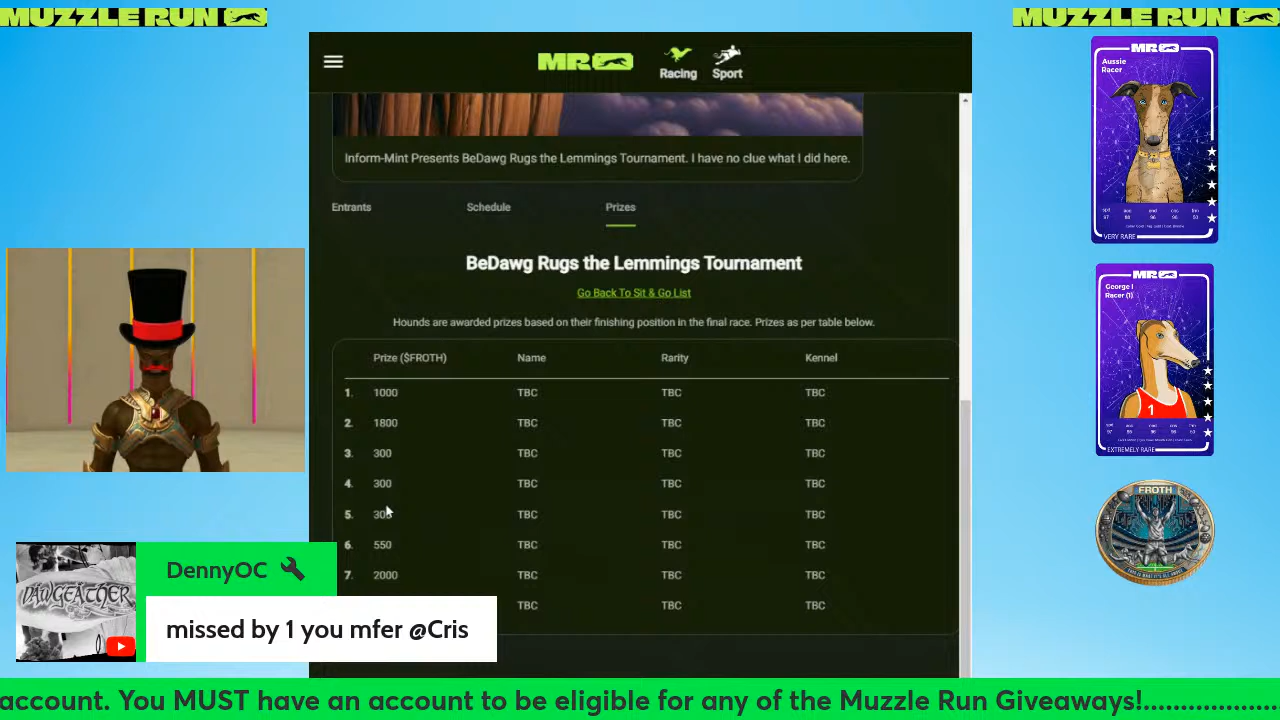 MUZZLE RUN
MUZZLE RUN
MR
Racing
Sport
Inform-Mint Presents BeDawg Rugs the Lemmings Tournament. I have no clue what I did here.
Entrants
Schedule
Prizes
BeDawg Rugs the Lemmings Tournament
Go Back To Sit & Go List
Hounds are awarded prizes based on their finishing position in the final race. Prizes as per table below.
Prize ($FROTH) Name Rarity Kennel
1. 1000 TBC TBC TBC
2. 1800 TBC TBC TBC
3. 300 TBC TBC TBC
4. 300 TBC TBC TBC
5. 300 TBC TBC TBC
6. 550 TBC TBC TBC
7. 2000 TBC TBC TBC
TBC TBC TBC
MR
Aussie
Racer
VERY RARE
MR
George I
Racer (1)
1
EXTREMELY RARE
FROTH
DAWGFATHER
DennyOC
missed by 1 you mfer @Cris
account. You MUST have an account to be eligible for any of the Muzzle Run Giveaways!..................